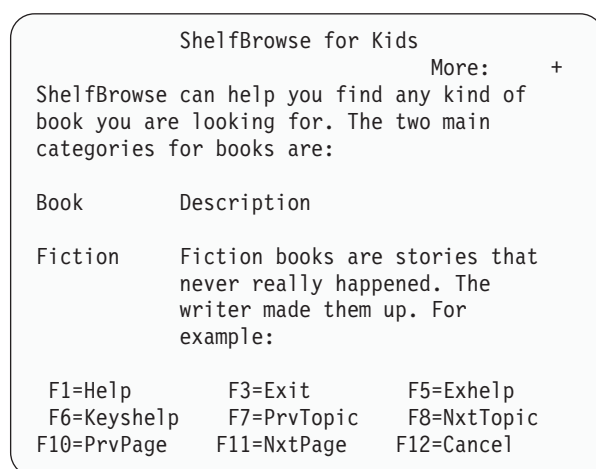 ShelfBrowse for Kids
More: +
ShelfBrowse can help you find any kind of
book you are looking for. The two main
categories for books are:
Book Description
Fiction Fiction books are stories that
never really happened. The
writer made them up. For
example:
F1=Help F3=Exit F5=Exhelp
F6=Keyshelp F7=PrvTopic F8=NxtTopic
F10=PrvPage F11=NxtPage F12=Cancel